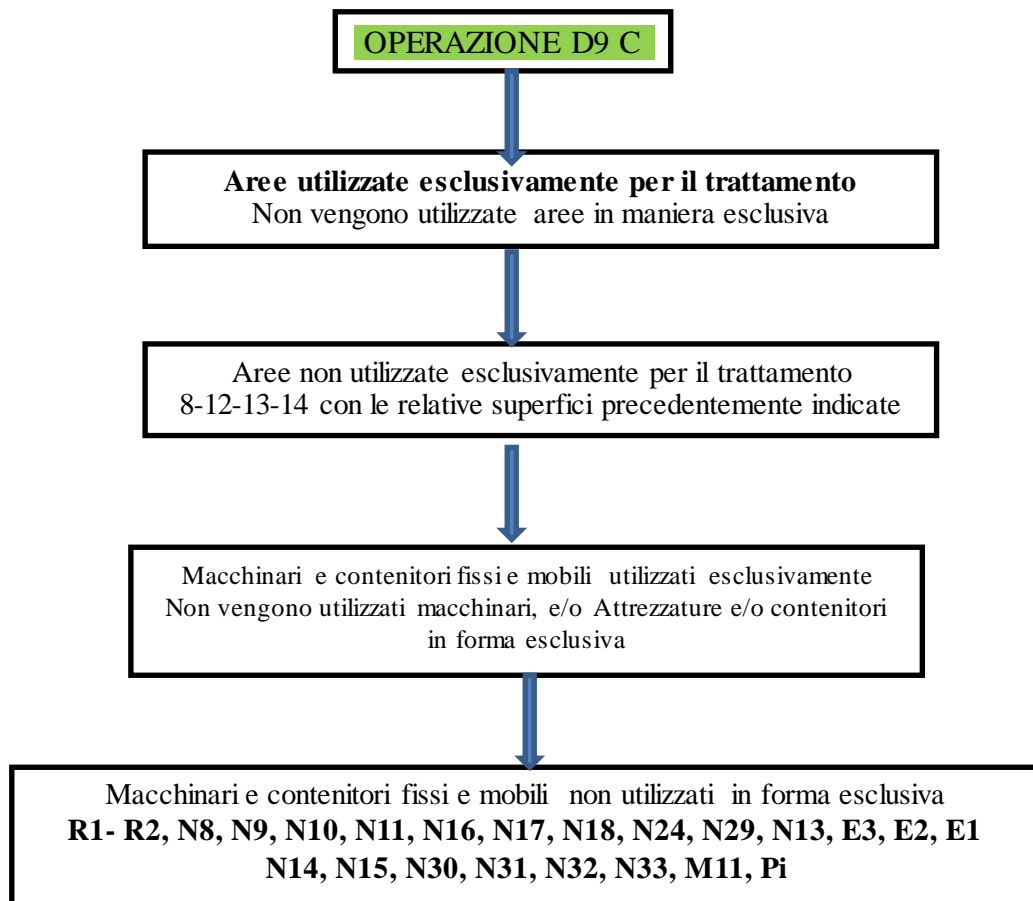 OPERAZIONE D9 C
Aree utilizzate esclusivamente per il trattamento
Non vengono utilizzate aree in maniera esclusiva
Aree non utilizzate esclusivamente per il trattamento
8-12-13-14 con le relative superfici precedentemente indicate
Macchinari e contenitori fissi e mobili utilizzati esclusivamente
Non vengono utilizzati macchinari, e/o Attrezzature e/o contenitori
in forma esclusiva
Macchinari e contenitori fissi e mobili non utilizzati in forma esclusiva
R1- R2, N8, N9, N10, N11, N16, N17, N18, N24, N29, N13, E3, E2, E1
N14, N15, N30, N31, N32, N33, M11, Pi